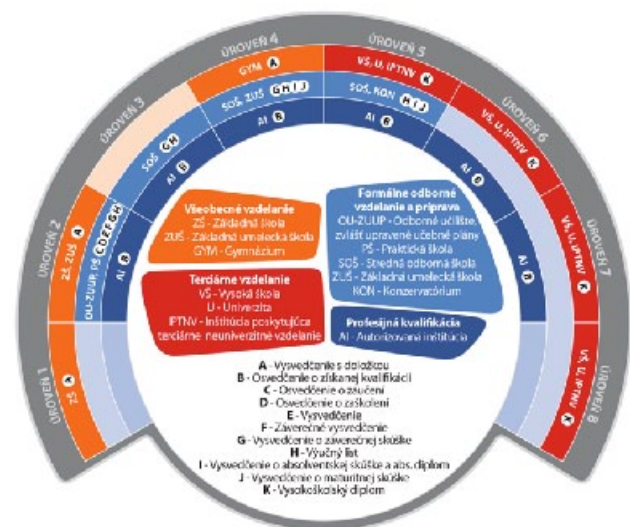 ÚROVEŇ 1
ÚROVEŇ 2
ÚROVEŇ 3
ÚROVEŇ 4
ÚROVEŇ 5
ÚROVEŇ 6
ÚROVEŇ 7
ÚROVEŇ 8
ZŠ A
ZŠ, ZUŠ A
GYM A
VŠ, U, IPTNV K
VŠ, U, IPTNV K
VŠ, U, IPTNV K
VŠ, U, IPTNV K
OU-ZUUP, PŠ C D E F G H
SOŠ G H
SOŠ, ZUŠ G H I J
SOŠ, KON H I J
AI B
AI B
AI B
AI B
AI B
AI B
Všeobecné vzdelanie
ZŠ - Základná škola
ZUŠ - Základná umelecká škola
GYM - Gymnázium
Formálne odborné
vzdelanie a príprava
OU-ZUUP - Odborné učilište,
zvlášť upravené učebné plány
PŠ - Praktická škola
SOŠ - Stredná odborná škola
ZUŠ - Základná umelecká škola
KON - Konzervatórium
Terciárne vzdelanie
VŠ - Vysoká škola
U - Univerzita
IPTNV - Inštitúcia poskytujúca
terciárne neuniverzitné vzdelanie
Profesijná kvalifikácia
AI - Autorizovaná inštitúcia
A - Vysvedčenie s doložkou
B - Osvedčenie o získanej kvalifikácii
C - Osvedčenie o zaučení
D - Osvedčenie o zaškolení
E - Vysvedčenie
F - Záverečné vysvedčenie
G - Vysvedčenie o záverečnej skúške
H - Výučný list
I - Vysvedčenie o absolventskej skúške a abs. diplom
J - Vysvedčenie o maturitnej skúške
K - Vysokoškolský diplom